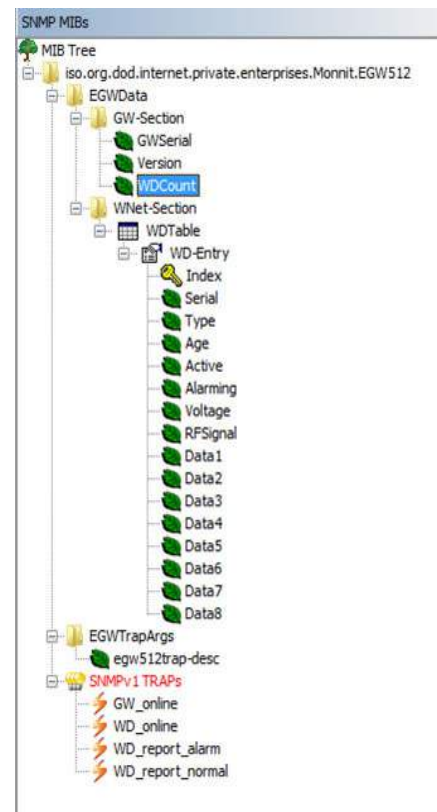 SNMP MIBs
MIB Tree
iso.org.dod.internet.private.enterprises.Monnit.EGW512
EGWData
GW-Section
GWSerial
Version
WDCount
WNet-Section
WDTable
WD-Entry
Index
Serial
Type
Age
Active
Alarming
Voltage
RFSignal
Data1
Data2
Data3
Data4
Data5
Data6
Data7
Data8
EGWTrapArgs
egw512trap-desc
SNMPv1 TRAPs
GW_online
WD_online
WD_report_alarm
WD_report_normal